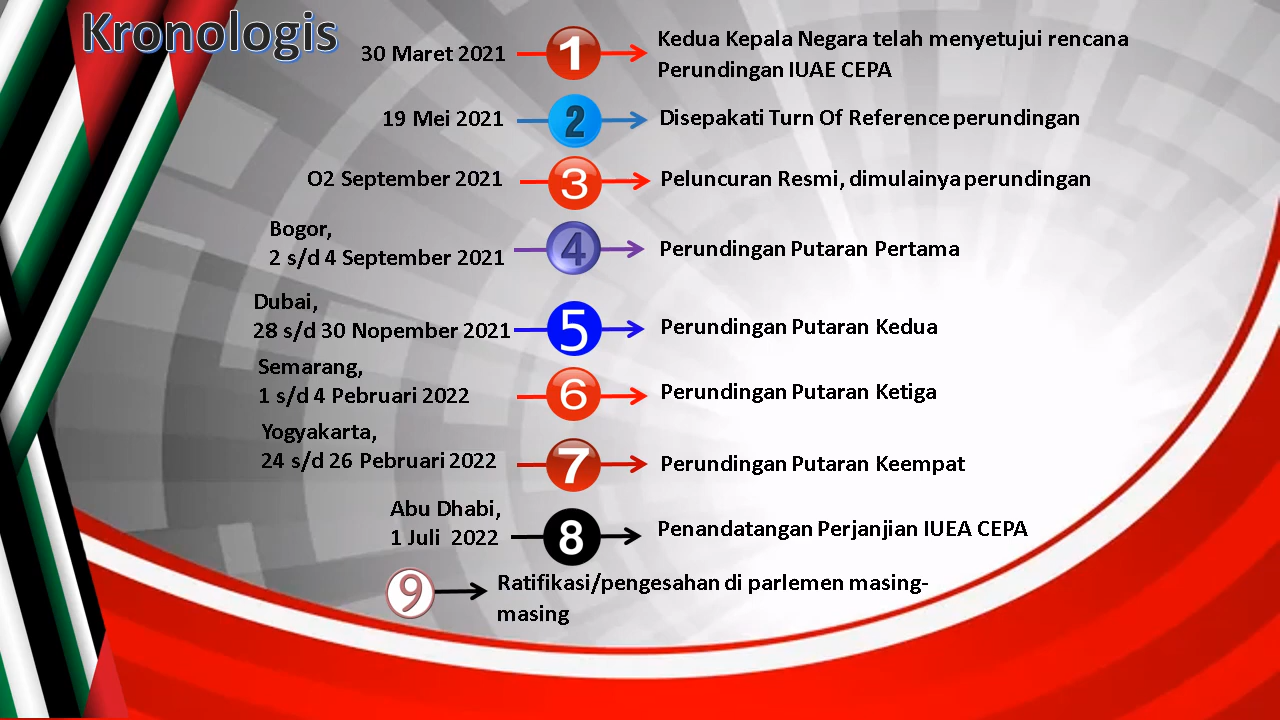 Kronologis
30 Maret 2021
1
Kedua Kepala Negara telah menyetujui rencana
Perundingan IUAE CEPA
19 Mei 2021
2
Disepakati Turn Of Reference perundingan
O2 September 2021
3
Peluncuran Resmi, dimulainya perundingan
Bogor,
2 s/d 4 September 2021
4
Perundingan Putaran Pertama
Dubai,
28 s/d 30 Nopember 2021
5
Perundingan Putaran Kedua
Semarang,
1 s/d 4 Pebruari 2022
6
Perundingan Putaran Ketiga
Yogyakarta,
24 s/d 26 Pebruari 2022
7
Perundingan Putaran Keempat
Abu Dhabi,
1 Juli 2022
8
Penandatangan Perjanjian IUEA CEPA
9
Ratifikasi/pengesahan di parlemen masing-
masing